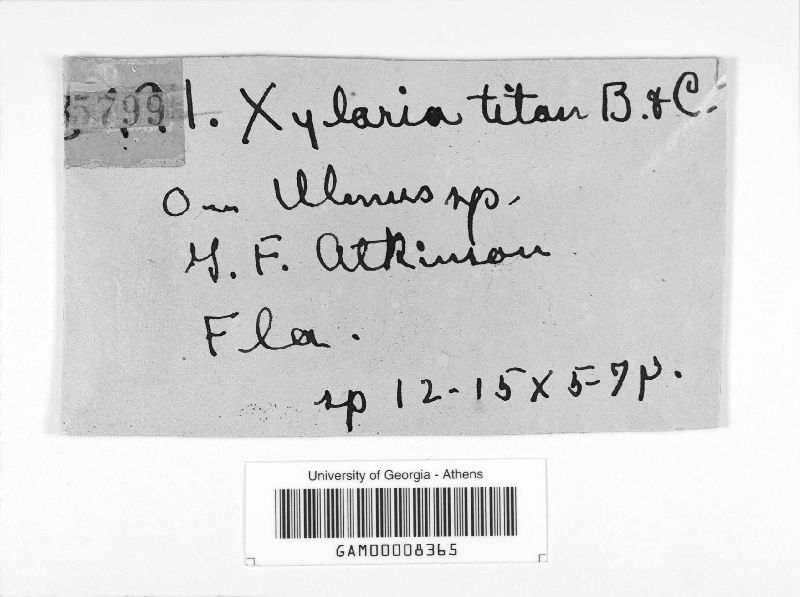 5799 1. Xylaria titan B. & C.
On Ulmus sp.
G. F. Atkinson
Fla.
sp 12-15 X 5-7 µ.
University of Georgia - Athens
GAM00008365